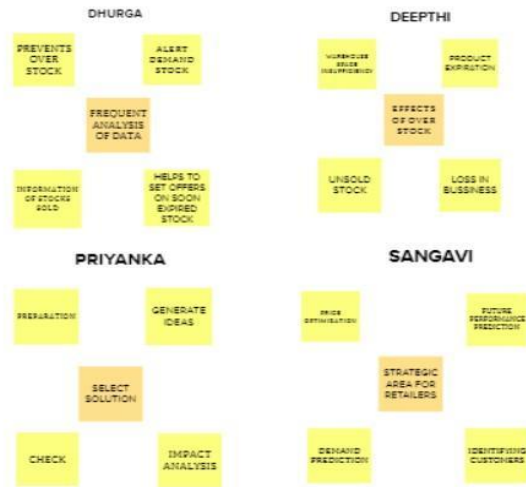 DHURGA
PREVENTS
OVER
STOCK
ALERT
DEMAND
STOCK
FREQUENT
ANALYSIS
OF DATA
INFORMATION
OF STOCKS
SOLD
HELPS TO
SET OFFERS
ON SOON
EXPIRED
STOCK
DEEPTHI
WAREHOUSE
SPACE
INSUFFICIENCY
PRODUCT
EXPIRATION
EFFECTS
OF OVER
STOCK
UNSOLD
STOCK
LOSS IN
BUSSINESS
PRIYANKA
PREPARATION
GENERATE
IDEAS
SELECT
SOLUTION
CHECK
IMPACT
ANALYSIS
SANGAVI
PRICE
OPTIMISATION
FUTURE
PERFORMANCE
PREDICTION
STRATEGIC
AREA FOR
RETAILERS
DEMAND
PREDICTION
IDENTIFYING
CUSTOMERS